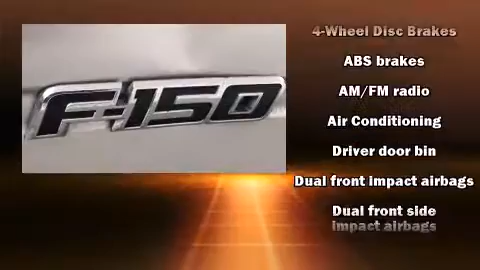 F-150
4-Wheel Disc Brakes
ABS brakes
AM/FM radio
Air Conditioning
Driver door bin
Dual front impact airbags
Dual front side
impact airbags